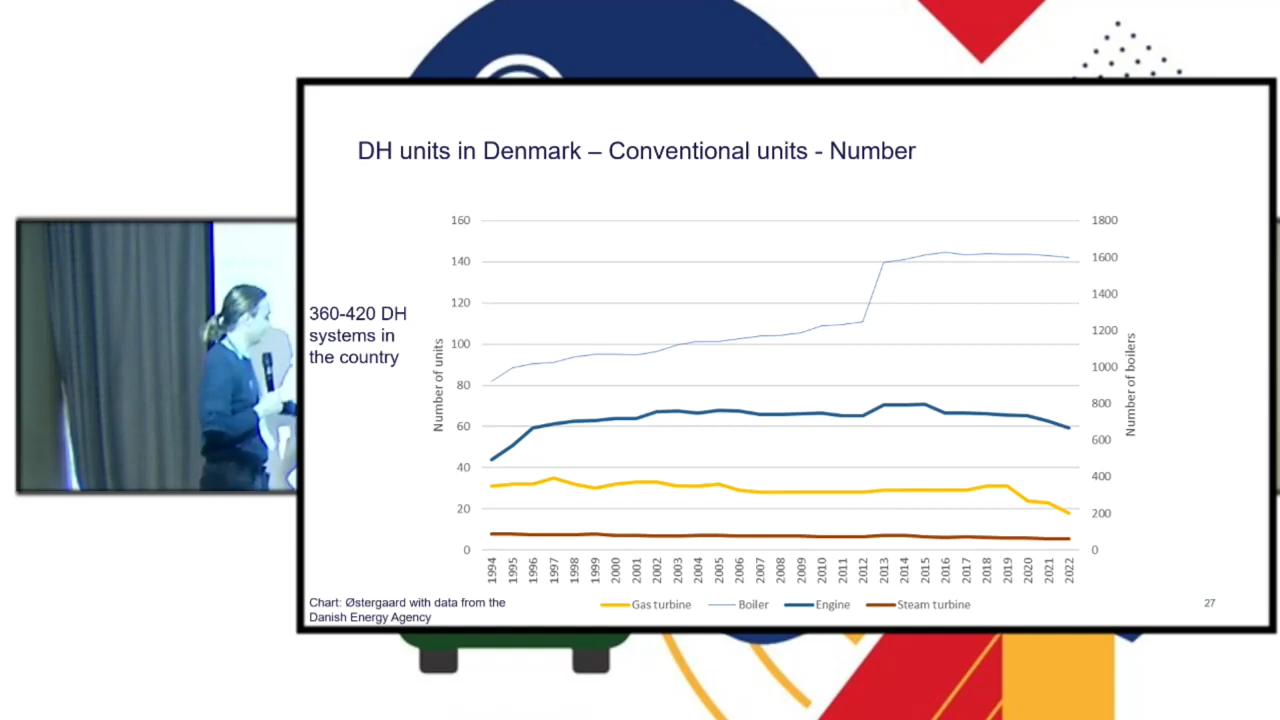 DH units in Denmark – Conventional units - Number
360-420 DH
systems in
the country
Number of units
160
140
120
100
80
60
40
20
0
1800
1600
1400
1200
1000
800
600
400
200
0
Number of boilers
1994 1995 1996 1997 1998 1999 2000 2001 2002 2003 2004 2005 2006 2007 2008 2009 2010 2011 2012 2013 2014 2015 2016 2017 2018 2019 2020 2021 2022
Gas turbine Boiler Engine Steam turbine
Chart: Østergaard with data from the
Danish Energy Agency
27